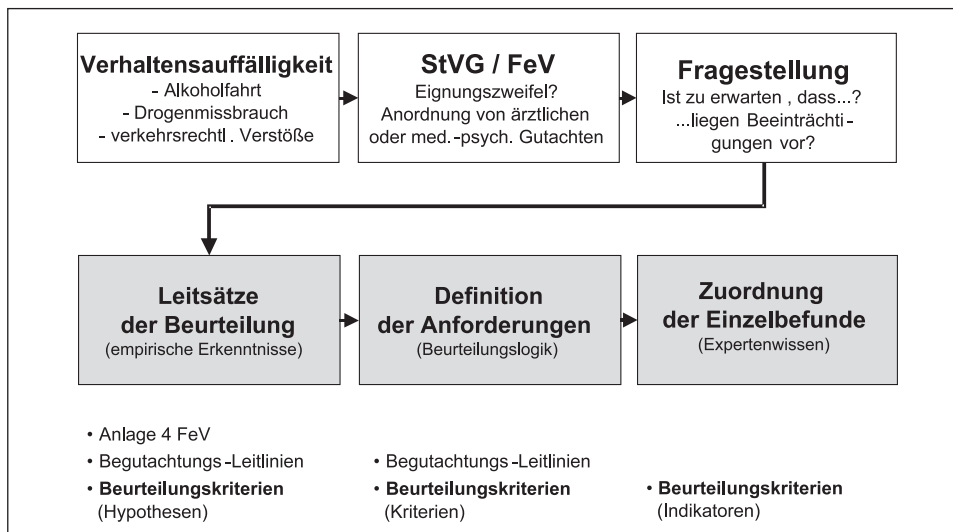 Verhaltensauffälligkeit
- Alkoholfahrt
- Drogenmissbrauch
- verkehrsrechtl. Verstöße
StVG / FeV
Eignungszweifel?
Anordnung von ärztlichen
oder med.-psych. Gutachten
Fragestellung
Ist zu erwarten , dass...?
...liegen Beeinträchti-
gungen vor?
Leitsätze
der Beurteilung
(empirische Erkenntnisse)
Definition
der Anforderungen
(Beurteilungslogik)
Zuordnung
der Einzelbefunde
(Expertenwissen)
• Anlage 4 FeV
• Begutachtungs-Leitlinien
• Beurteilungskriterien
(Hypothesen)
• Begutachtungs-Leitlinien
• Beurteilungskriterien
(Kriterien)
• Beurteilungskriterien
(Indikatoren)